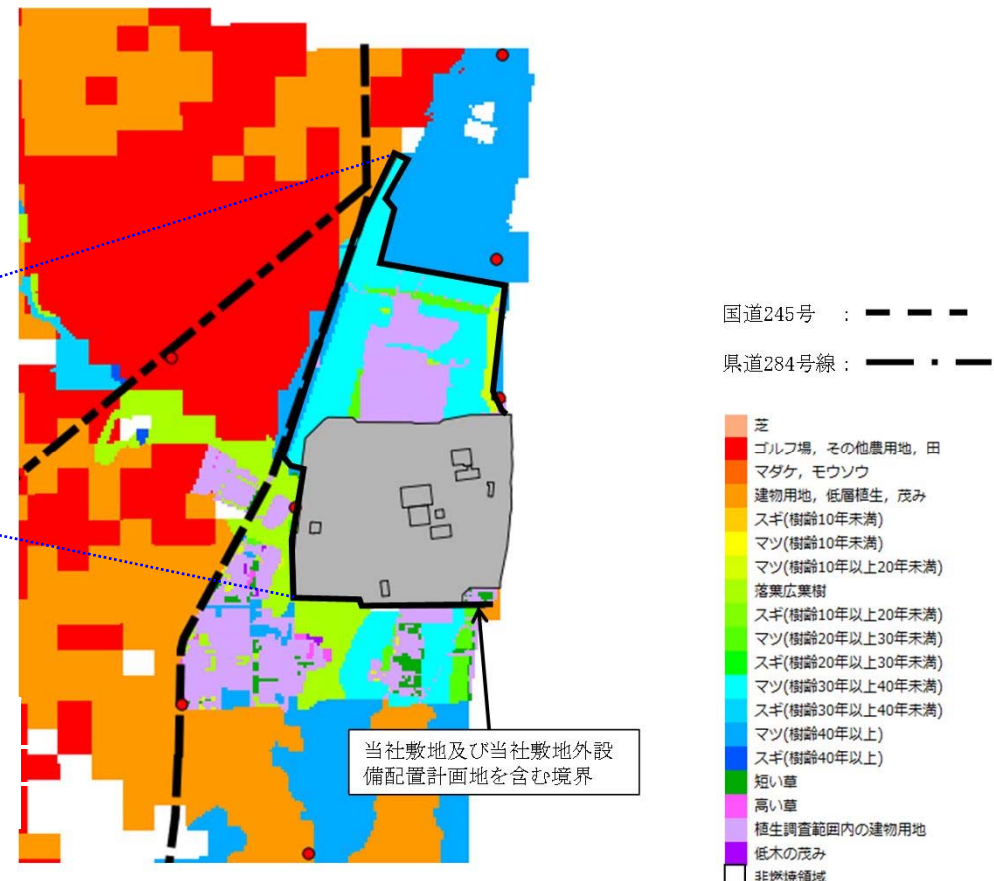 国道245号 :
県道284号線:
芝
ゴルフ場，その他農用地，田
マダケ，モウソウ
建物用地，低層植生，茂み
スギ(樹齢10年未満)
マツ(樹齢10年未満)
マツ(樹齢10年以上20年未満)
落葉広葉樹
スギ(樹齢10年以上20年未満)
マツ(樹齢20年以上30年未満)
スギ(樹齢20年以上30年未満)
マツ(樹齢30年以上40年未満)
スギ(樹齢30年以上40年未満)
マツ(樹齢40年以上)
スギ(樹齢40年以上)
短い草
高い草
植生調査範囲内の建物用地
低木の茂み
非燃焼領域
当社敷地及び当社敷地外設
備配置計画地を含む境界